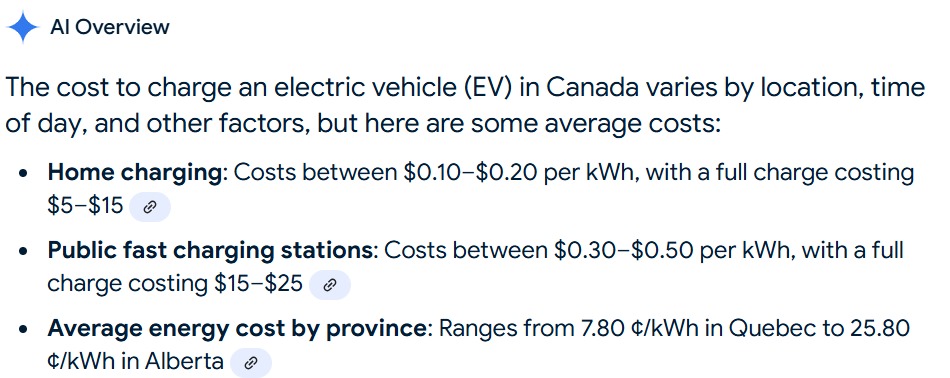 AI Overview
The cost to charge an electric vehicle (EV) in Canada varies by location, time
of day, and other factors, but here are some average costs:
• Home charging: Costs between $0.10–$0.20 per kWh, with a full charge costing
$5–$15
• Public fast charging stations: Costs between $0.30–$0.50 per kWh, with a full
charge costing $15–$25
• Average energy cost by province: Ranges from 7.80 ¢/kWh in Quebec to 25.80
¢/kWh in Alberta